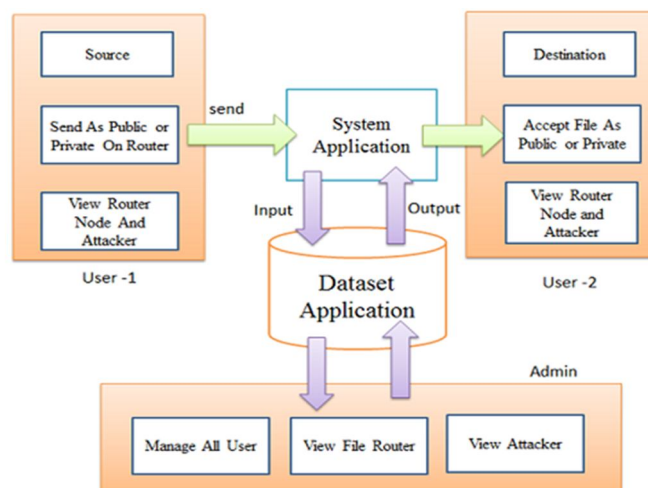 Source
Send As Public or
Private On Router
View Router
Node And
Attacker
User -1
send
System
Application
Input
Output
Dataset
Application
Destination
Accept File As
Public or Private
View Router
Node and
Attacker
User -2
Admin
Manage All User
View File Router
View Attacker